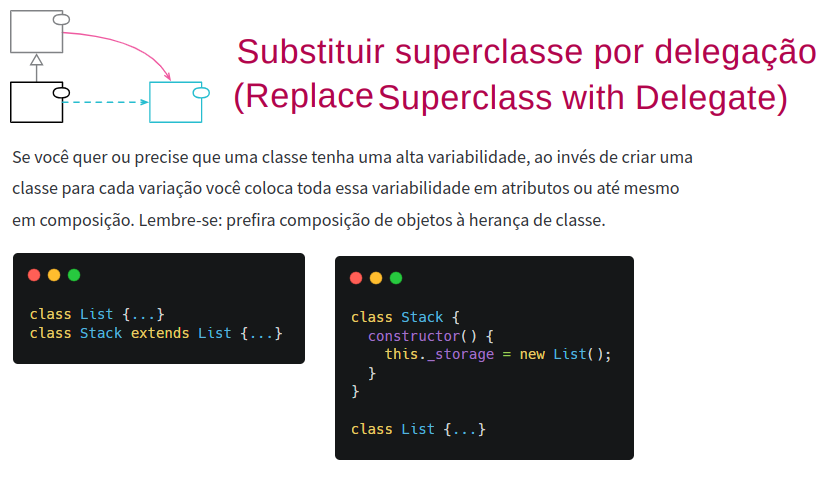 Substituir superclasse por delegação
(Replace Superclass with Delegate)
Se você quer ou precise que uma classe tenha uma alta variabilidade, ao invés de criar uma
classe para cada variação você coloca toda essa variabilidade em atributos ou até mesmo
em composição. Lembre-se: prefira composição de objetos à herança de classe.
class List {...}
class Stack extends List {...}
class Stack {
  constructor() {
    this._storage = new List();
  }
}
class List {...}